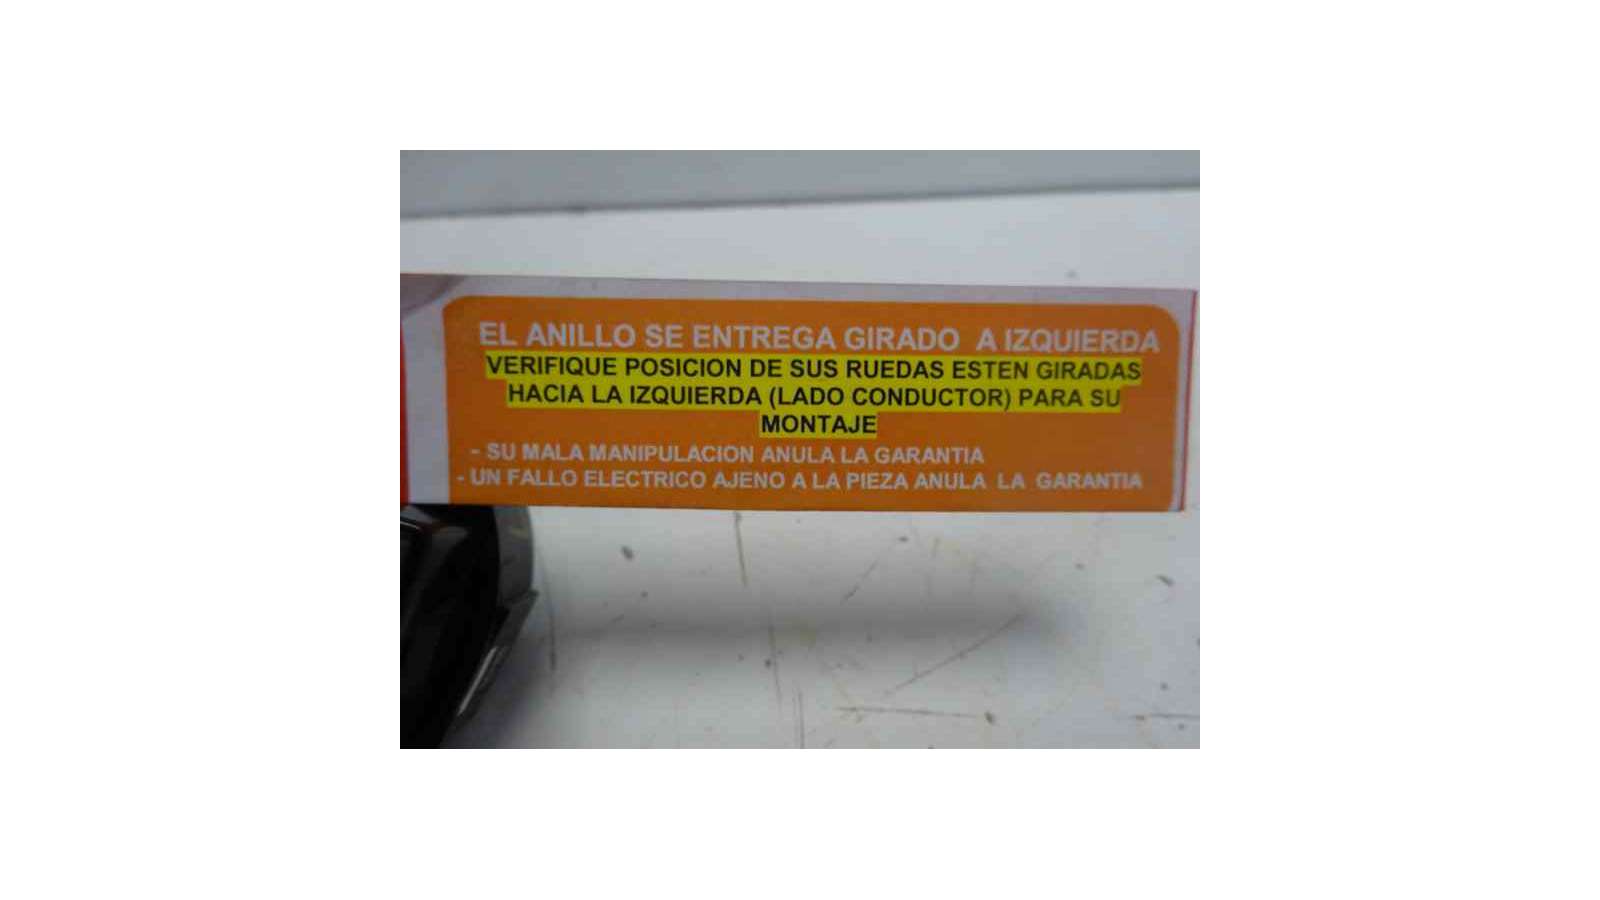 EL ANILLO SE ENTREGA GIRADO A IZQUIERDA
VERIFIQUE POSICION DE SUS RUEDAS ESTEN GIRADAS
HACIA LA IZQUIERDA (LADO CONDUCTOR) PARA SU
MONTAJE
- SU MALA MANIPULACION ANULA LA GARANTIA
- UN FALLO ELECTRICO AJENO A LA PIEZA ANULA LA GARANTIA